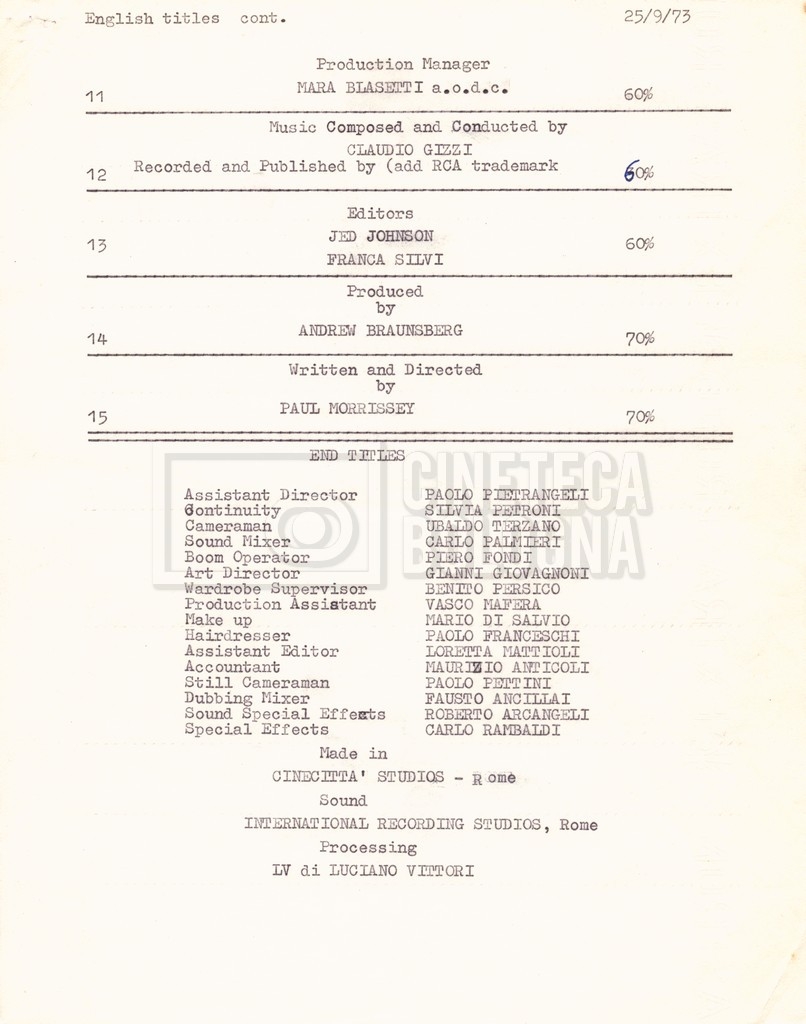 English titles cont. 25/9/73
Production Manager
MARA BLASETTI a.o.d.c.
11 60%
Music Composed and Conducted by
CLAUDIO GIZZI
Recorded and Published by (add RCA trademark
12 60%
Editors
JED JOHNSON
13 60%
FRANCA SILVI
Produced
by
ANDREW BRAUNSBERG
14 70%
Written and Directed
by
PAUL MORRISSEY
15 70%
END TITLES
CINETECA
BOLOGNA
Assistant Director PAOLO PIETRANGELI
Continuity SILVIA PETRONI
Cameraman UBALDO TERZANO
Sound Mixer CARLO PALMIERI
Boom Operator PIERO FONDI
Art Director GIANNI GIOVAGNONI
Wardrobe Supervisor BENITO PERSICO
Production Assistant VASCO MAFERA
Make up MARIO DI SALVIO
Hairdresser PAOLO FRANCESCHI
Assistant Editor LORETTA MATTIOLI
Accountant MAURIZIO ANTICOLI
Still Cameraman PAOLO PETTINI
Dubbing Mixer FAUSTO ANCILLAI
Sound Special Effects ROBERTO ARCANGELI
Special Effects CARLO RAMBALDI
Made in
CINECITTA' STUDIOS - Rome
Sound
INTERNATIONAL RECORDING STUDIOS, Rome
Processing
LV di LUCIANO VITTORI